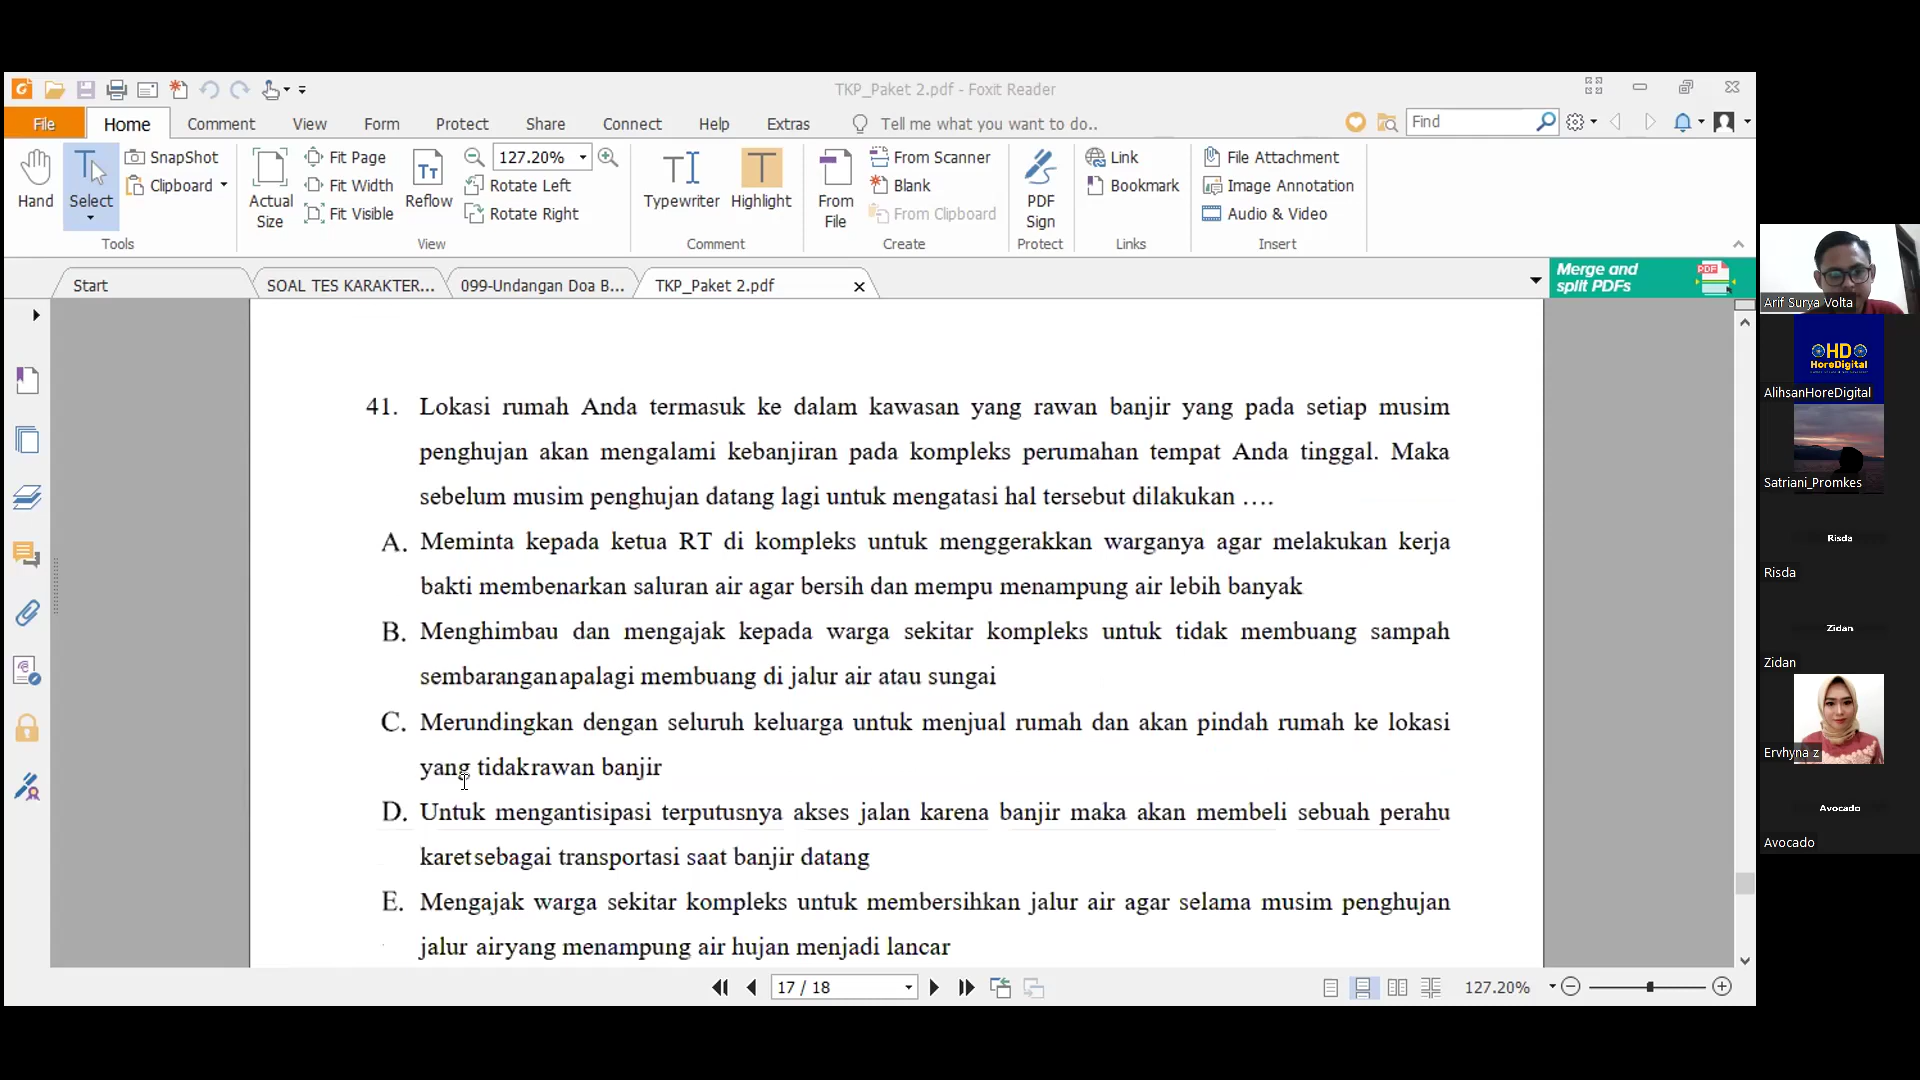 TKP_Paket 2.pdf - Foxit Reader
File Home Comment View Form Protect Share Connect Help Extras Tell me what you want to do.. Find
Hand
Select
SnapShot
Clipboard
Tools
Actual Size
Fit Page
Fit Width
Fit Visible
Reflow
127.20%
Rotate Left
Rotate Right
View
Typewriter
Highlight
Comment
From File
From Scanner
Blank
From Clipboard
Create
PDF Sign
Protect
Link
Bookmark
Links
File Attachment
Image Annotation
Audio & Video
Insert
Start SOAL TES KARAKTER... 099-Undangan Doa B... TKP_Paket 2.pdf
Merge and
split PDFs
PDF
41. Lokasi rumah Anda termasuk ke dalam kawasan yang rawan banjir yang pada setiap musim
penghujan akan mengalami kebanjiran pada kompleks perumahan tempat Anda tinggal. Maka
sebelum musim penghujan datang lagi untuk mengatasi hal tersebut dilakukan ….
A. Meminta kepada ketua RT di kompleks untuk menggerakkan warganya agar melakukan kerja
bakti membenarkan saluran air agar bersih dan mempu menampung air lebih banyak
B. Menghimbau dan mengajak kepada warga sekitar kompleks untuk tidak membuang sampah
sembaranganapalagi membuang di jalur air atau sungai
C. Merundingkan dengan seluruh keluarga untuk menjual rumah dan akan pindah rumah ke lokasi
yang tidakrawan banjir
D. Untuk mengantisipasi terputusnya akses jalan karena banjir maka akan membeli sebuah perahu
karetsebagai transportasi saat banjir datang
E. Mengajak warga sekitar kompleks untuk membersihkan jalur air agar selama musim penghujan
jalur airyang menampung air hujan menjadi lancar
17 / 18
127.20%
Arif Surya Volta
HD
HoreDigital
AlihsanHoreDigital
Satriani_Promkes
Risda
Risda
Zidan
Zidan
Ervhyna z
Avocado
Avocado